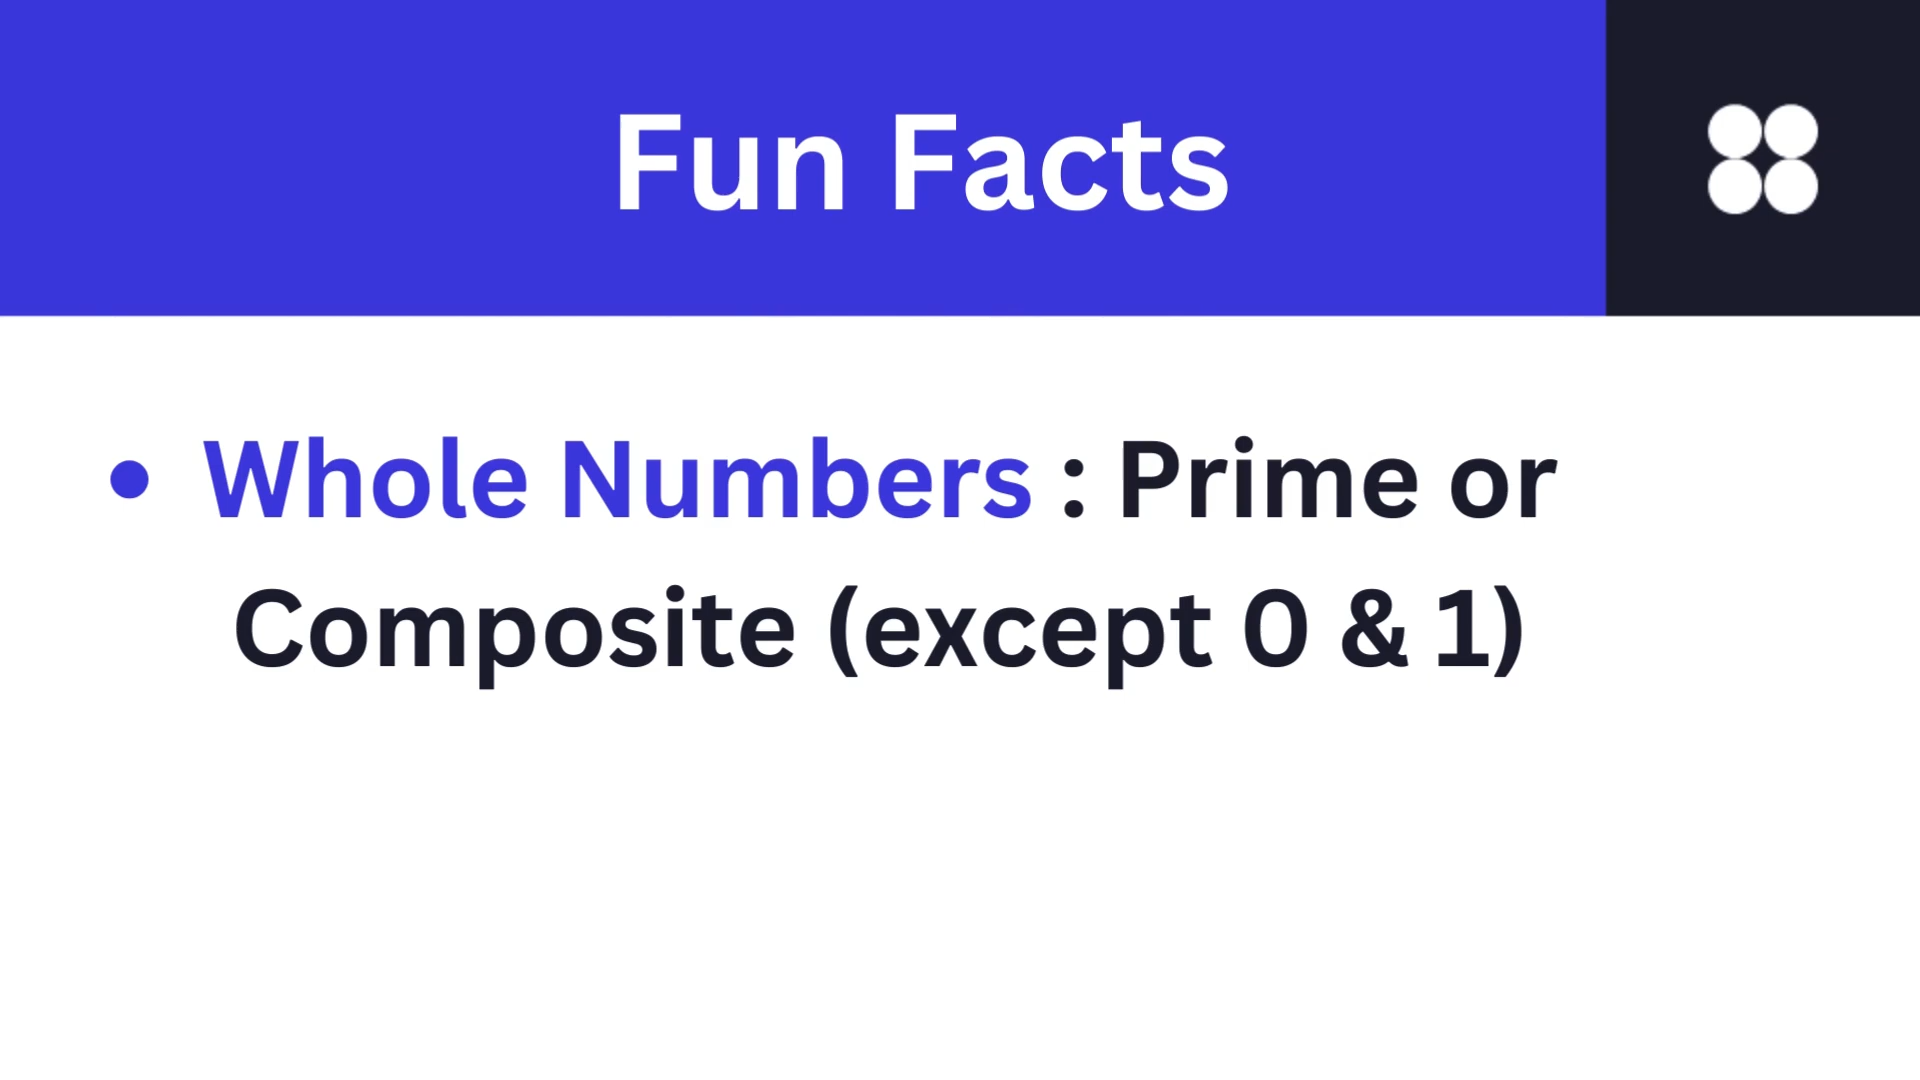 Fun Facts
• Whole Numbers : Prime or
Composite (except 0 & 1)